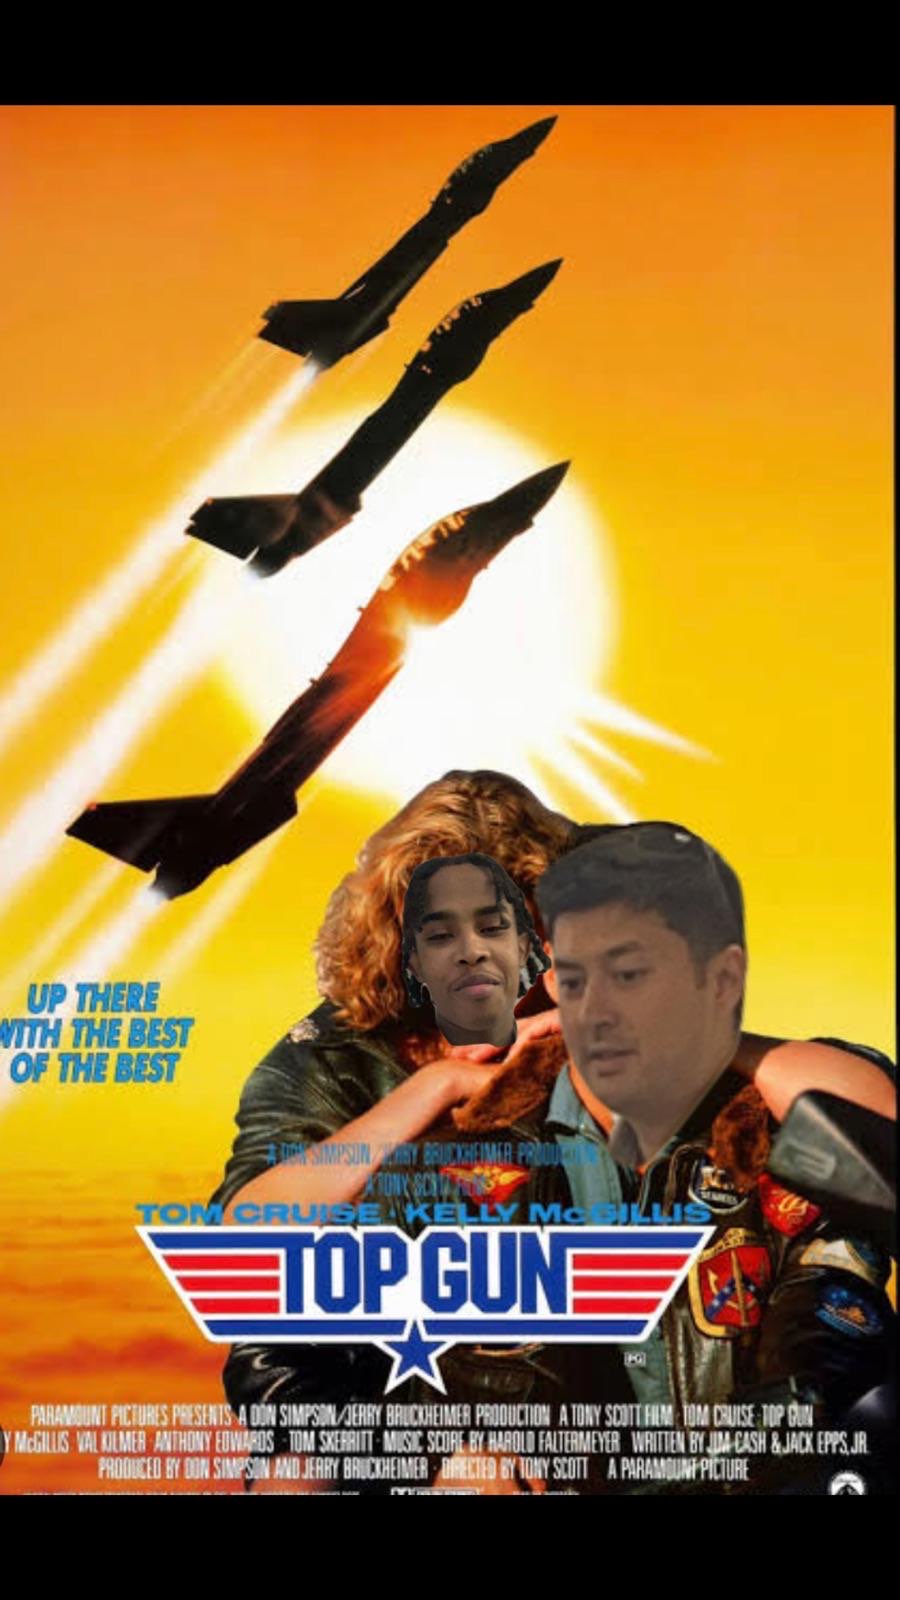 UP THERE
WITH THE BEST
OF THE BEST
A DON SIMPSON/JERRY BRUCKHEIMER PRODUCTION
A TONY SCOTT FILM
TOM CRUISE · KELLY McGILLIS
TOP GUN
PG
PARAMOUNT PICTURES PRESENTS A DON SIMPSON/JERRY BRUCKHEIMER PRODUCTION A TONY SCOTT FILM · TOM CRUISE · TOP GUN
Y McGILLIS VAL KILMER · ANTHONY EDWARDS · TOM SKERRITT · MUSIC SCORE BY HAROLD FALTERMEYER WRITTEN BY JIM CASH & JACK EPPS, JR.
PRODUCED BY DON SIMPSON AND JERRY BRUCKHEIMER · DIRECTED BY TONY SCOTT A PARAMOUNT PICTURE